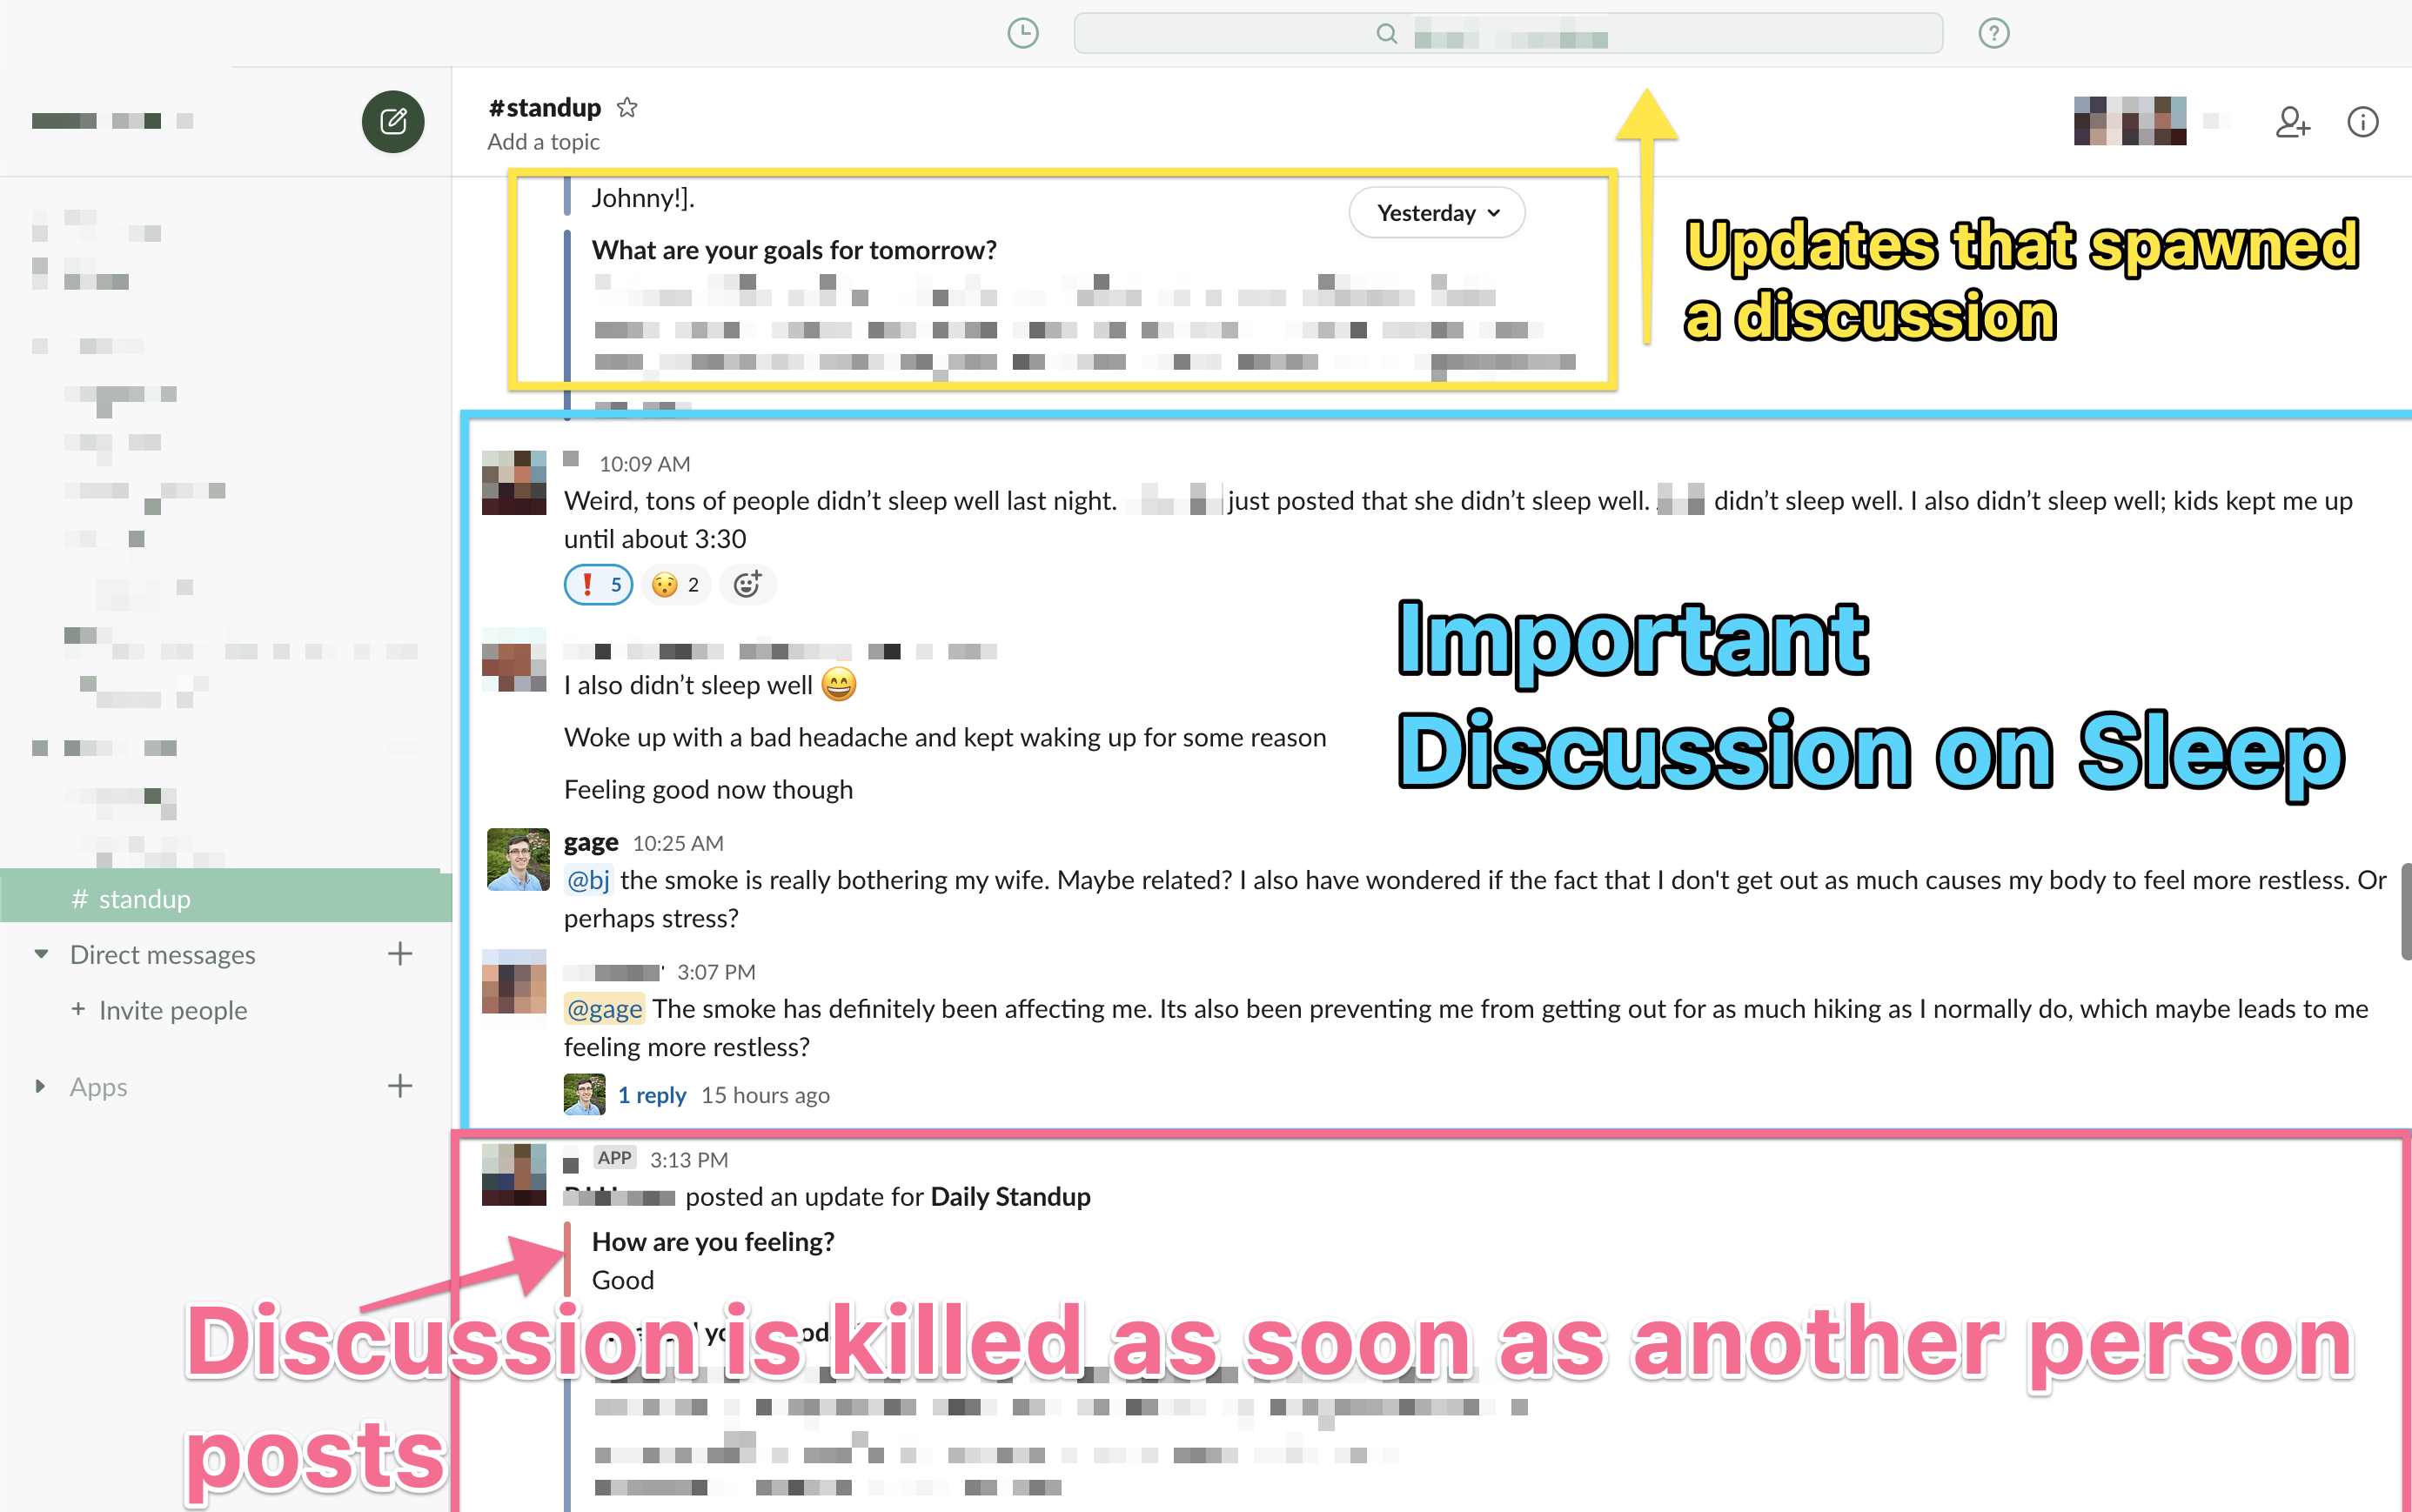 #standup
Add a topic
Johnny!].
Yesterday
What are your goals for tomorrow?
Updates that spawned
a discussion
10:09 AM
Weird, tons of people didn’t sleep well last night. just posted that she didn’t sleep well. didn’t sleep well. I also didn’t sleep well; kids kept me up
until about 3:30
5 2
I also didn’t sleep well
Woke up with a bad headache and kept waking up for some reason
Feeling good now though
Important
Discussion on Sleep
gage 10:25 AM
@bj the smoke is really bothering my wife. Maybe related? I also have wondered if the fact that I don't get out as much causes my body to feel more restless. Or
perhaps stress?
3:07 PM
@gage The smoke has definitely been affecting me. Its also been preventing me from getting out for as much hiking as I normally do, which maybe leads to me
feeling more restless?
1 reply 15 hours ago
# standup
Direct messages
+ Invite people
Apps
APP 3:13 PM
posted an update for Daily Standup
How are you feeling?
Good
Discussion is killed as soon as another person
posts